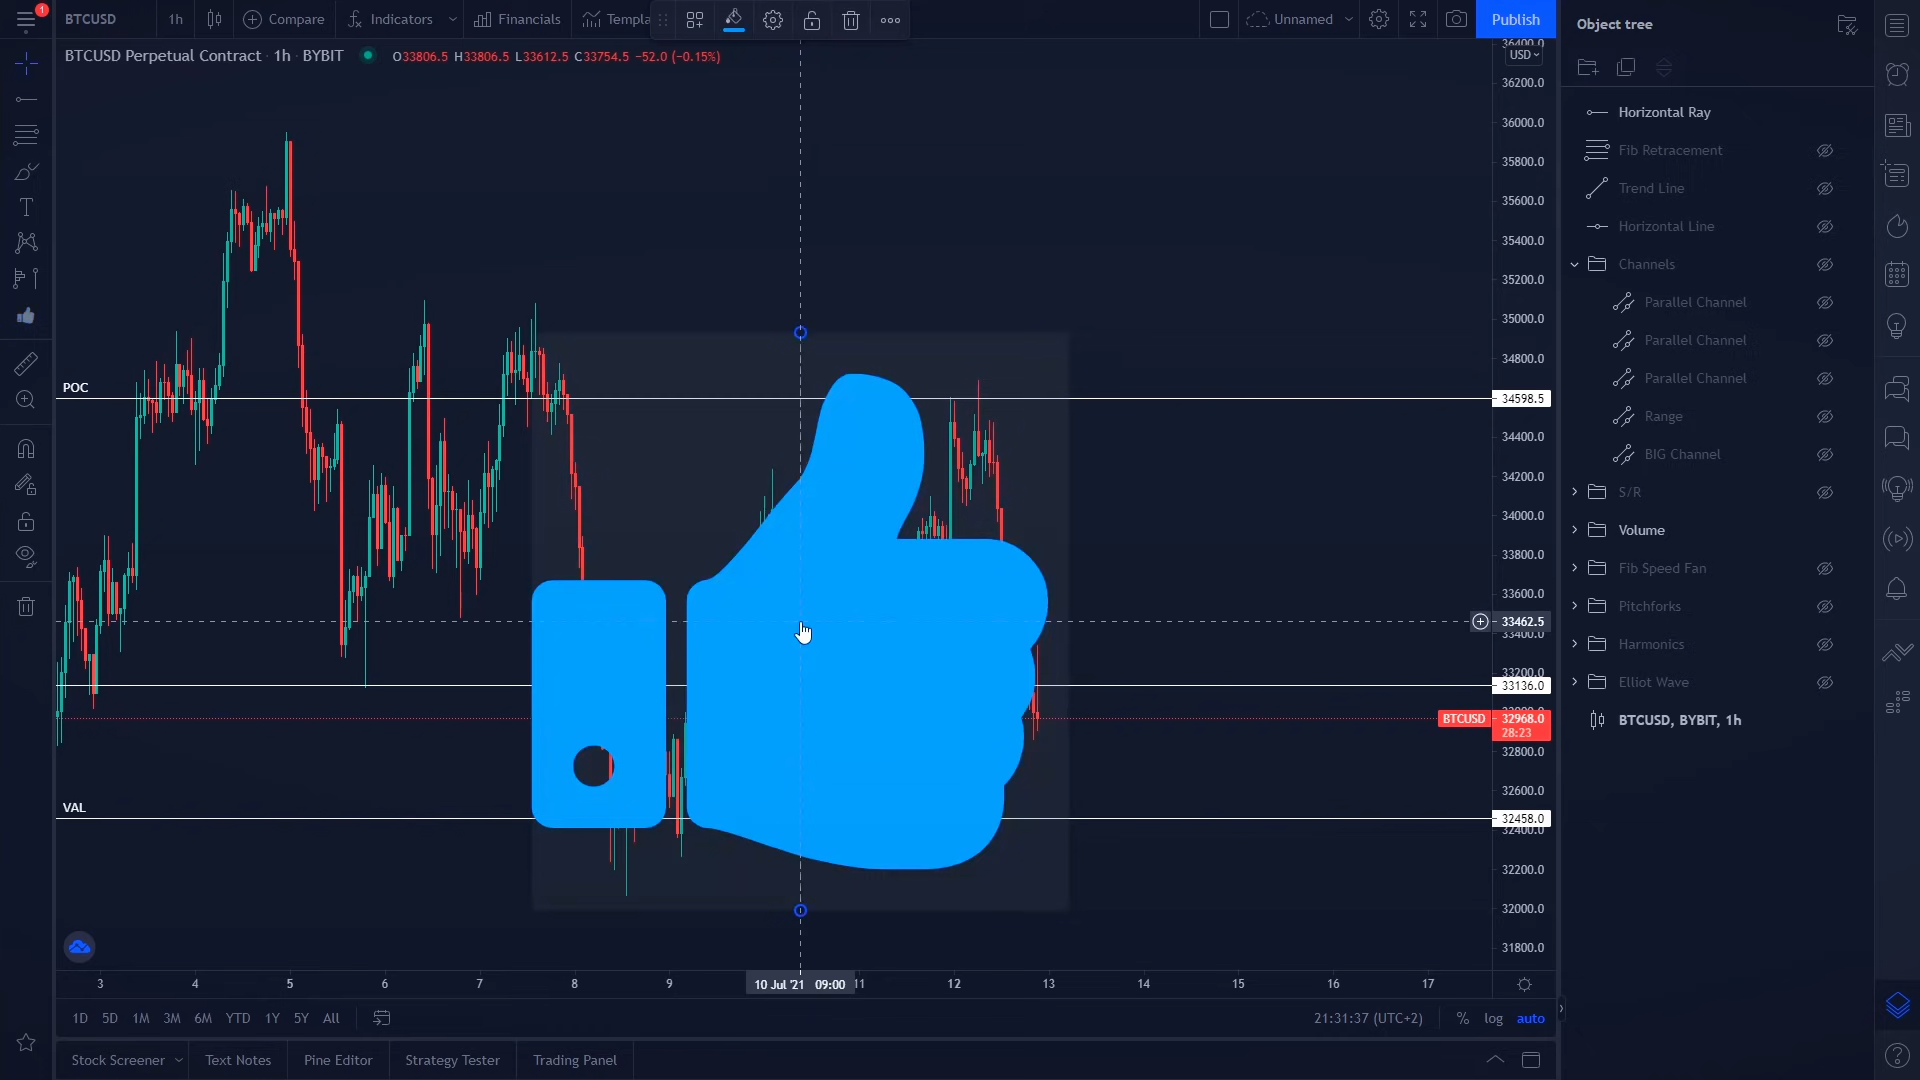 1
BTCUSD
1h
Compare
Indicators
Financials
Templa
Unnamed
Publish
Object tree
BTCUSD Perpetual Contract · 1h · BYBIT
O33806.5 H33806.5 L33612.5 C33754.5 −52.0 (−0.15%)
36400.0
USD
36200.0
36000.0
35800.0
35600.0
35400.0
35200.0
35000.0
34800.0
34598.5
34400.0
34200.0
34000.0
33800.0
33600.0
33462.5
33400.0
33200.0
33136.0
BTCUSD
32968.0
28:23
32800.0
32600.0
32458.0
32400.0
32200.0
32000.0
31800.0
POC
VAL
Horizontal Ray
Fib Retracement
Trend Line
Horizontal Line
Channels
Parallel Channel
Parallel Channel
Parallel Channel
Range
BIG Channel
S/R
Volume
Fib Speed Fan
Pitchforks
Harmonics
Elliot Wave
BTCUSD, BYBIT, 1h
3
4
5
6
7
8
9
10 Jul '21 09:00
11
12
13
14
15
16
17
1D
5D
1M
3M
6M
YTD
1Y
5Y
All
21:31:37 (UTC+2)
%
log
auto
Stock Screener
Text Notes
Pine Editor
Strategy Tester
Trading Panel